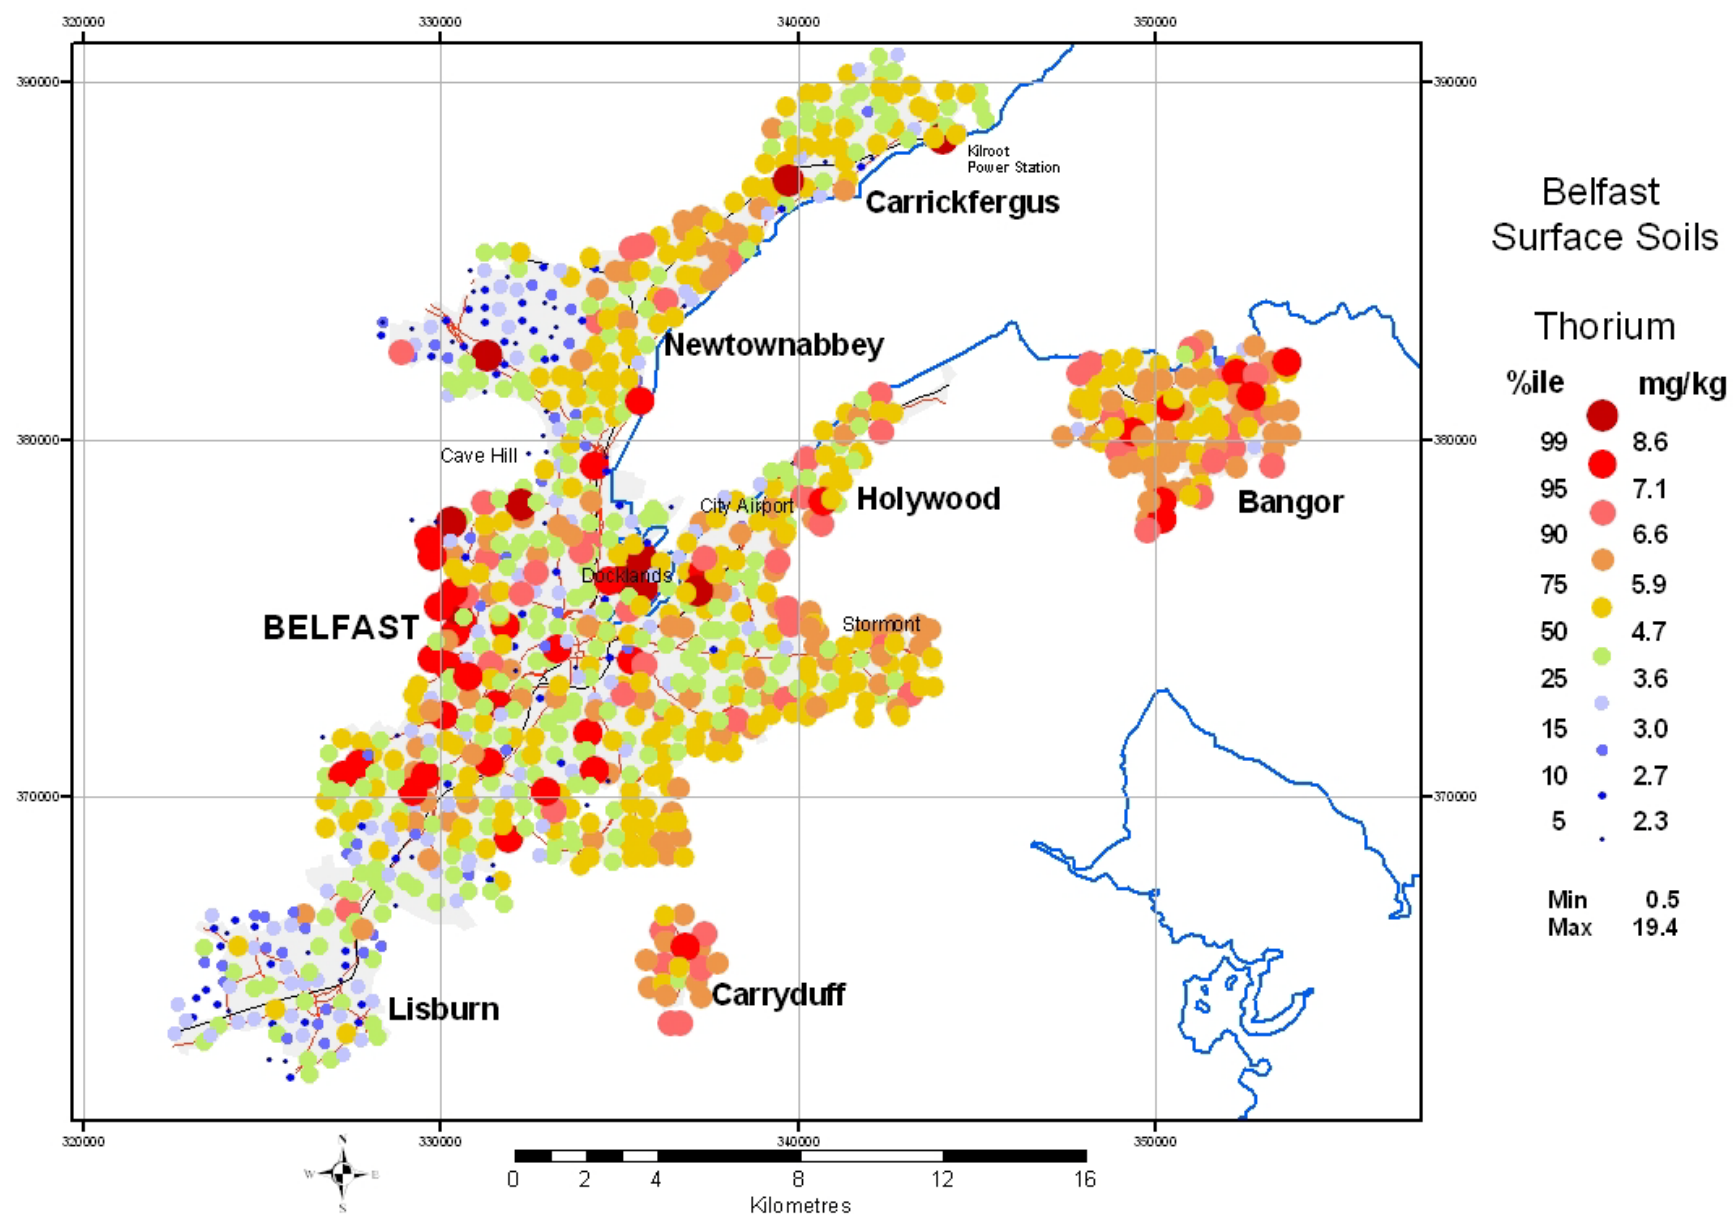 320000 330000 340000 350000
390000 390000
Kilroot
Power Station
Carrickfergus
Belfast
Surface Soils
Newtownabbey
Thorium
%ile mg/kg
380000 380000
Cave Hill
99 8.6
95 7.1
City Airport
Holywood
Bangor
90 6.6
Docklands
75 5.9
BELFAST
Stormont
50 4.7
25 3.6
15 3.0
370000 370000
10 2.7
5 2.3
Min 0.5
Max 19.4
Carryduff
Lisburn
320000 330000 340000 350000
N
W E
S
0 2 4 8 12 16
Kilometres